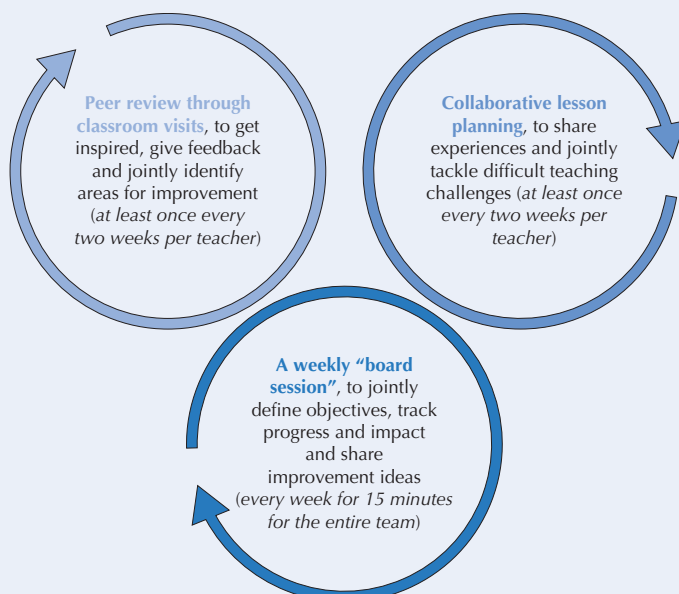 Peer review through
classroom visits, to get
inspired, give feedback
and jointly identify
areas for improvement
(at least once every
two weeks per teacher)
Collaborative lesson
planning, to share
experiences and jointly
tackle difficult teaching
challenges (at least once
every two weeks per
teacher)
A weekly “board
session”, to jointly
define objectives, track
progress and impact
and share
improvement ideas
(every week for 15 minutes
for the entire team)